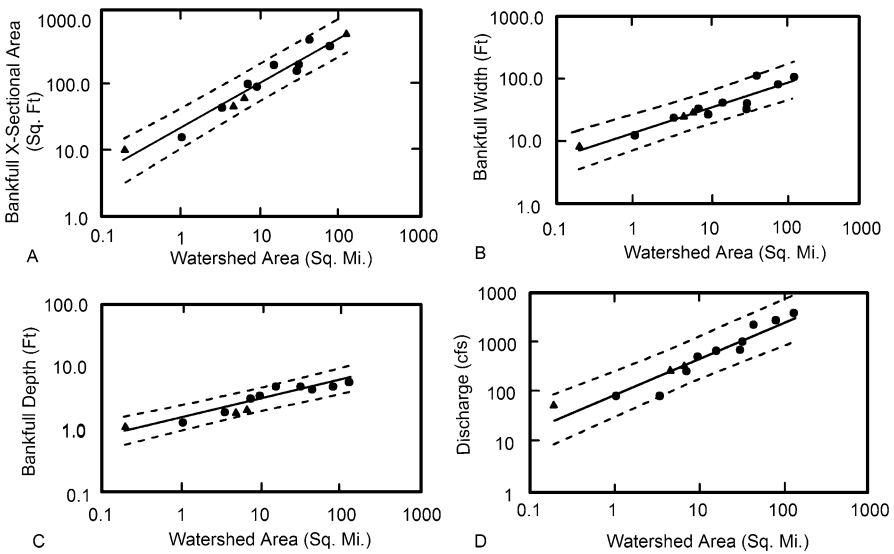 Bankfull X-Sectional Area
(Sq. Ft)
1000.0
100.0
10.0
1.0
0.1
1
10
100
1000
A
Watershed Area (Sq. Mi.)
Bankfull Width (Ft)
1000.0
100.0
10.0
1.0
0.1
1
10
100
1000
B
Watershed Area (Sq. Mi.)
Bankfull Depth (Ft)
100.0
10.0
1.0
0.1
0.1
1
10
100
1000
C
Watershed Area (Sq. Mi.)
Discharge (cfs)
1000
1000
100
10
1
0.1
1
10
100
1000
D
Watershed Area (Sq. Mi.)